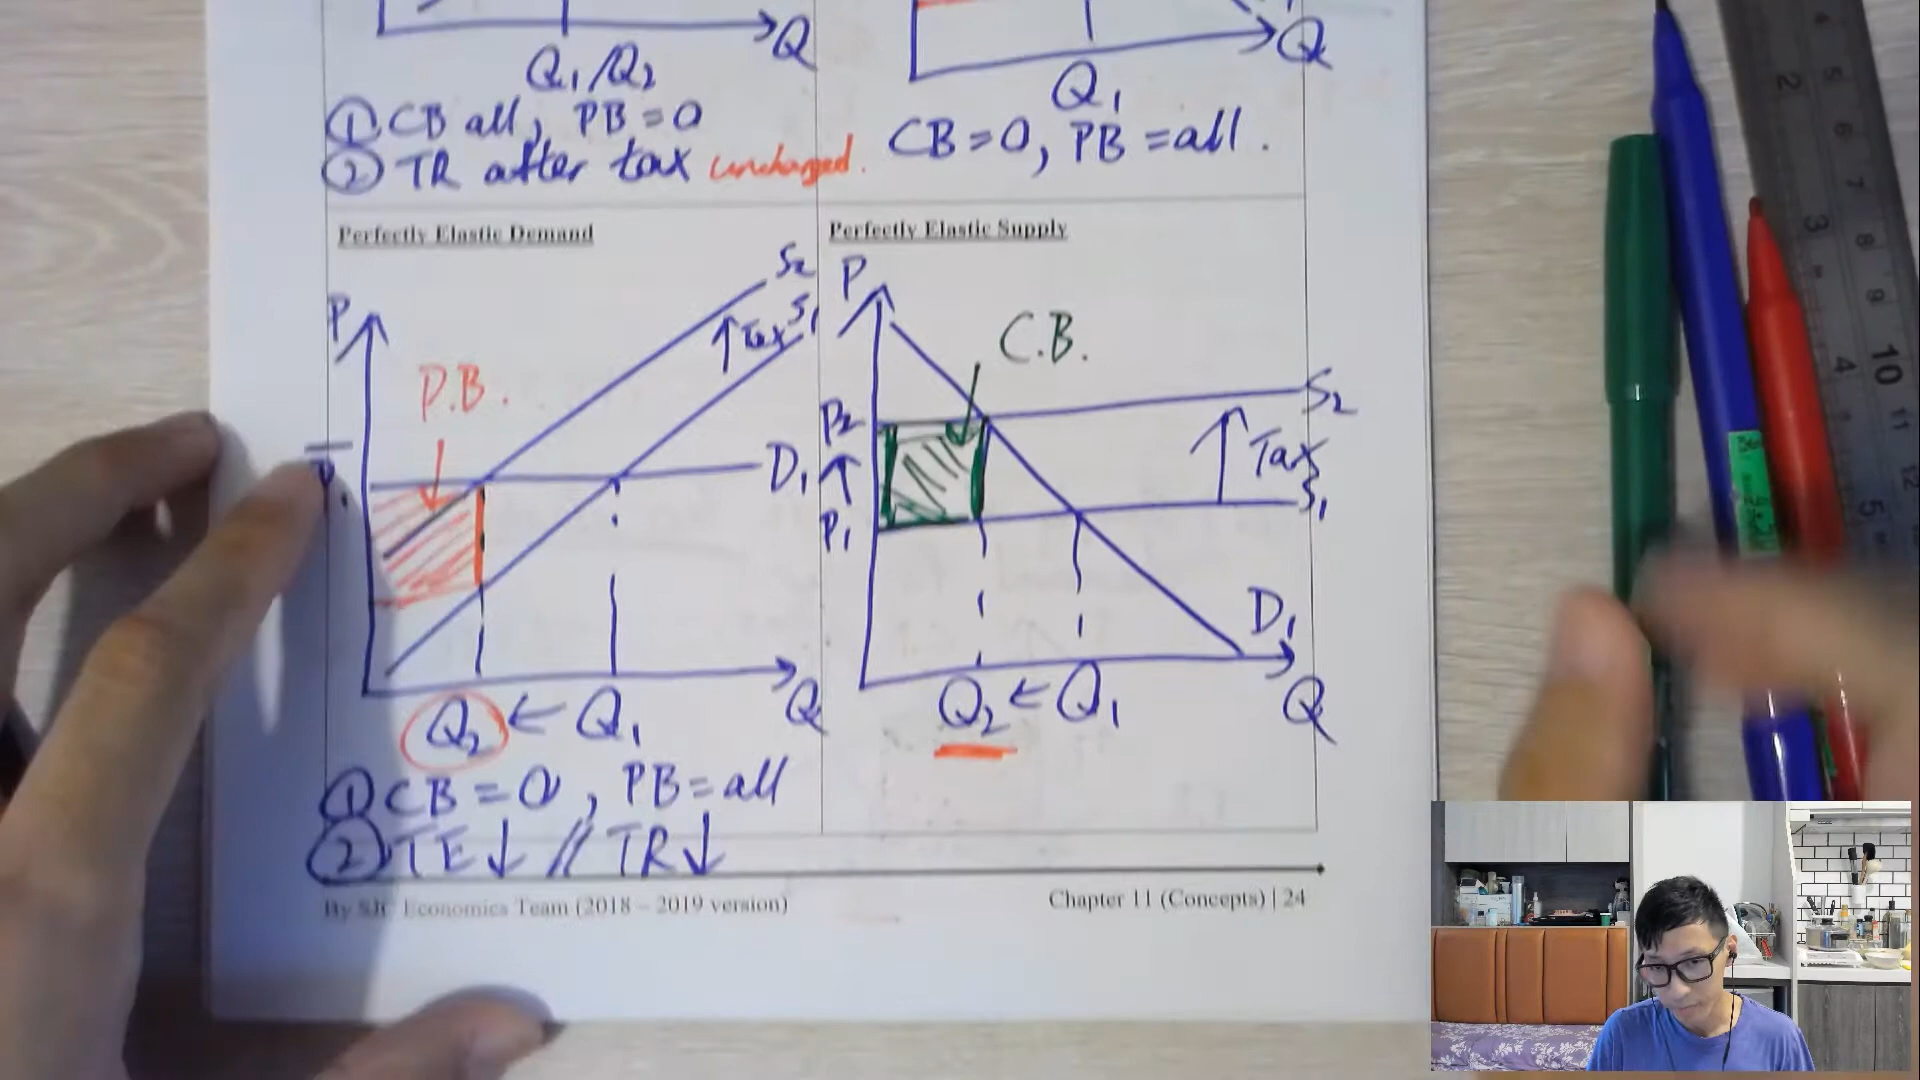 Q
Q
Q1/Q2
Q1
① CB all, PB=0
CB=0, PB=all.
② TR after tax unchanged.
Perfectly Elastic Demand
Perfectly Elastic Supply
S2
P
P
S1
Tax
C.B.
P.B.
S2
P2
Tax
D1
S1
P1
D1
Q2 ← Q1
Q
Q2 ← Q1
Q
① CB=0, PB=all
② TE↓ // TR↓
By SJC Economics Team (2018 – 2019 version)
Chapter 11 (Concepts) | 24